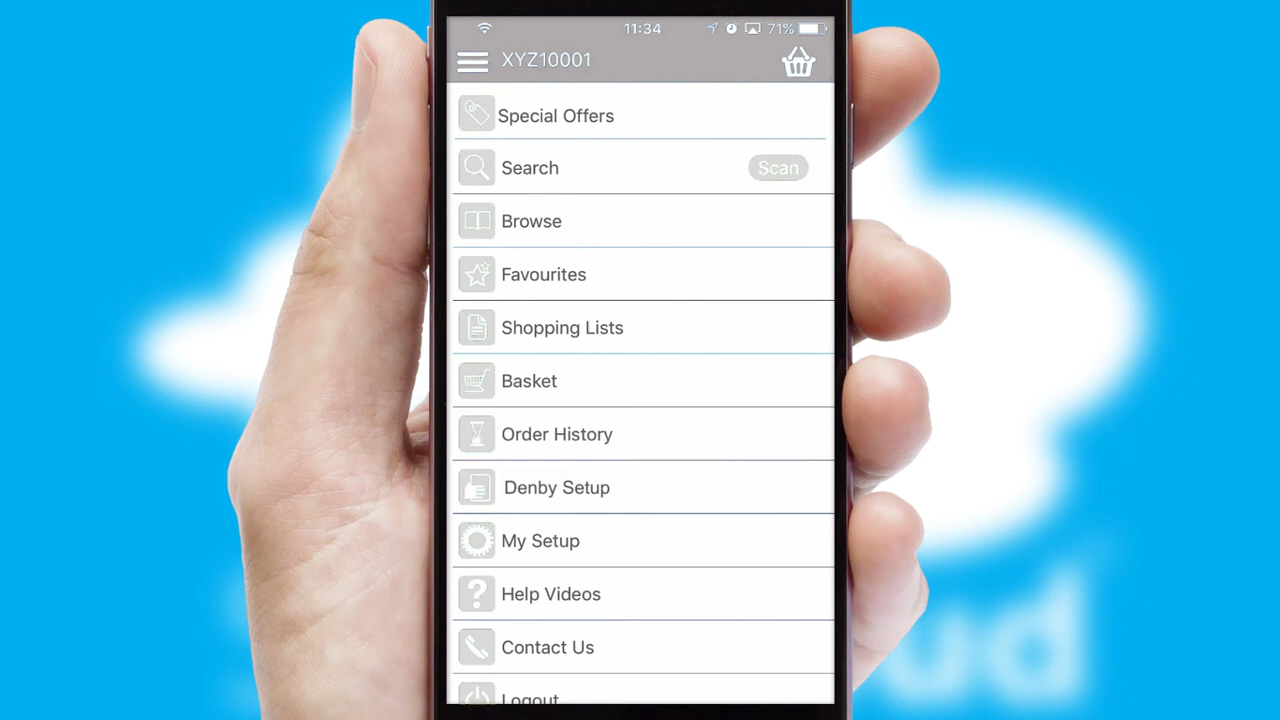 11:34
71%
XYZ10001
Special Offers
Search
Scan
Browse
Favourites
Shopping Lists
Basket
Order History
Denby Setup
My Setup
Help Videos
Contact Us
Logout
ud